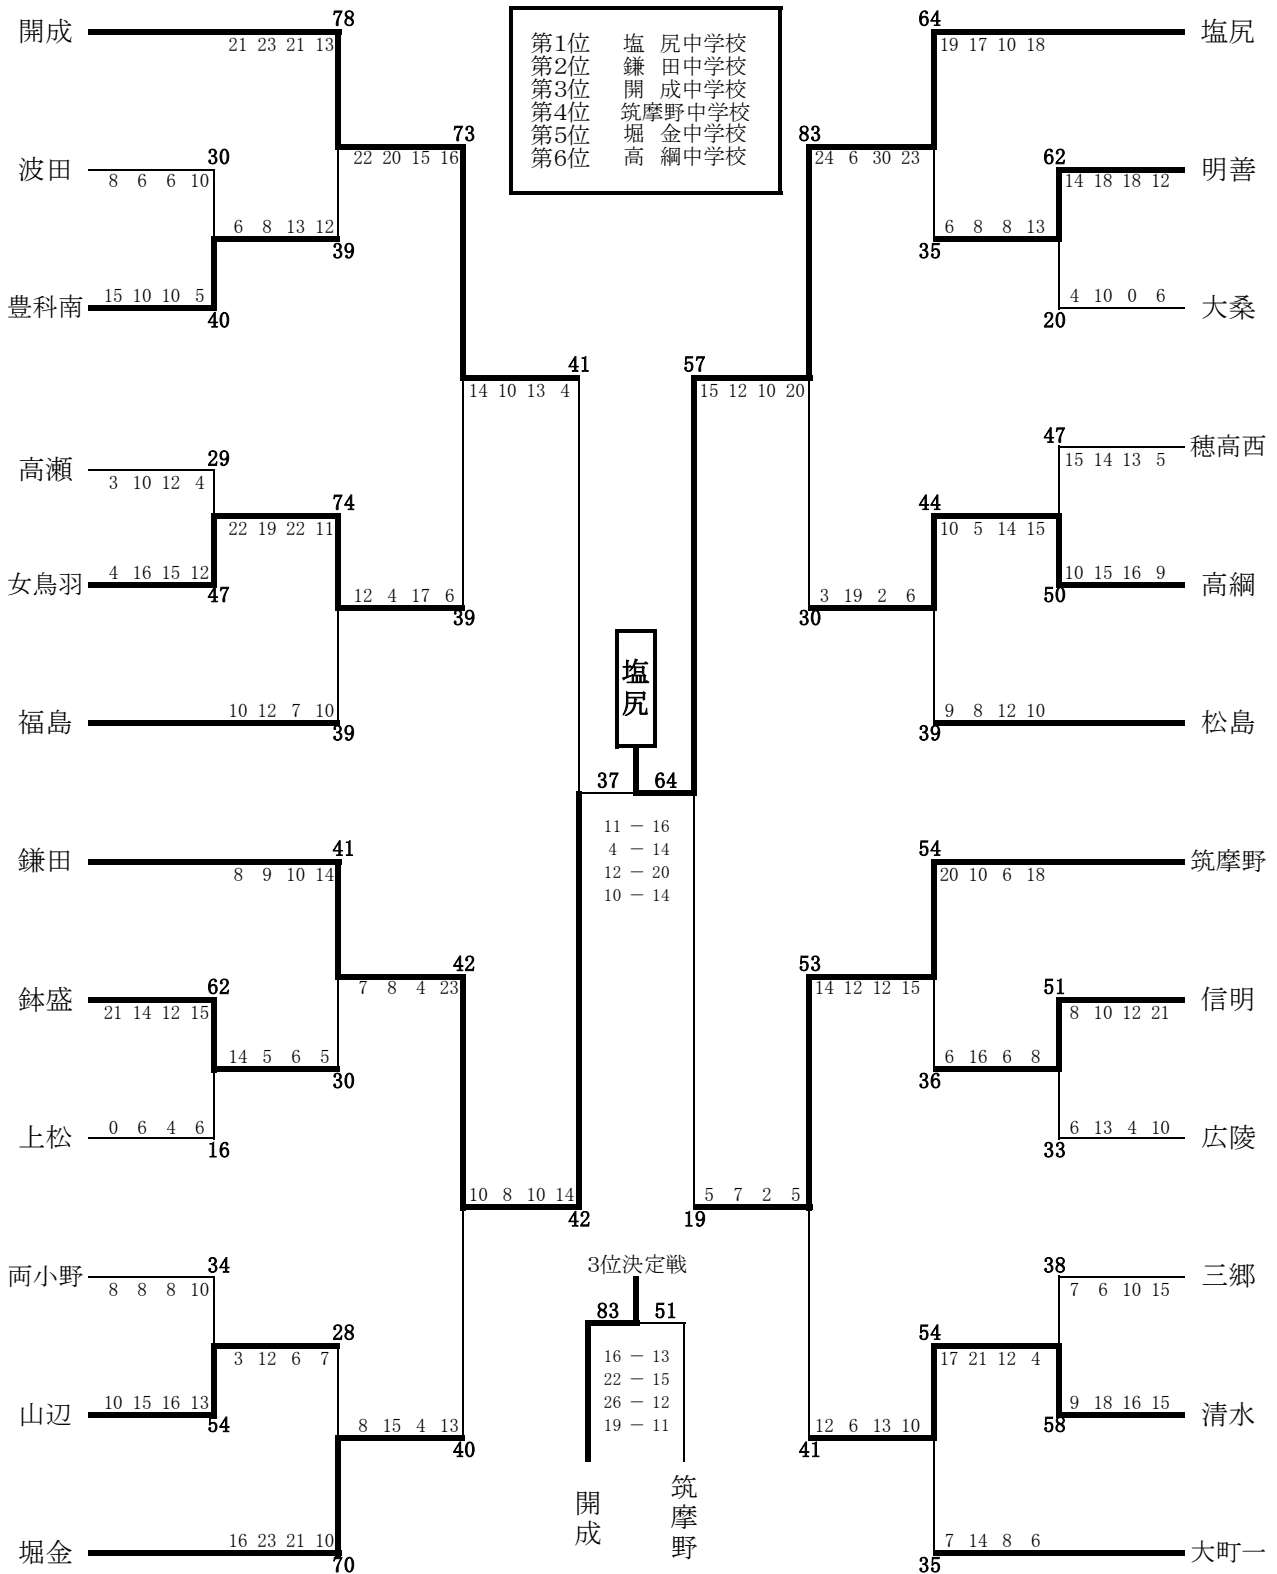 第1位 塩 尻中学校
第2位 鎌 田中学校
第3位 開 成中学校
第4位 筑摩野中学校
第5位 堀 金中学校
第6位 高 綱中学校
開成
78
21 23 21 13
73
22 20 15 16
波田
30
8 6 6 10
6 8 13 12
39
豊科南
15 10 10 5
40
41
14 10 13 4
高瀬
29
3 10 12 4
74
22 19 22 11
女鳥羽
4 16 15 12
47
12 4 17 6
39
福島
10 12 7 10
39
鎌田
41
8 9 10 14
42
7 8 4 23
鉢盛
62
21 14 12 15
14 5 6 5
30
上松
0 6 4 6
16
10 8 10 14
42
両小野
34
8 8 8 10
28
3 12 6 7
山辺
10 15 16 13
54
8 15 4 13
40
堀金
16 23 21 10
70
塩尻
37 64
11 － 16
4 － 14
12 － 20
10 － 14
3位決定戦
83 51
16 － 13
22 － 15
26 － 12
19 － 11
開成
筑摩野
64
塩尻
19 17 10 18
83
24 6 30 23
62
明善
14 18 18 12
6 8 8 13
35
4 10 0 6
大桑
20
57
15 12 10 20
47
穂高西
15 14 13 5
44
10 5 14 15
10 15 16 9
高綱
50
3 19 2 6
30
9 8 12 10
松島
39
54
筑摩野
20 10 6 18
53
14 12 12 15
51
信明
8 10 12 21
6 16 6 8
36
6 13 4 10
広陵
33
5 7 2 5
19
38
三郷
7 6 10 15
54
17 21 12 4
9 18 16 15
清水
58
12 6 13 10
41
7 14 8 6
大町一
35